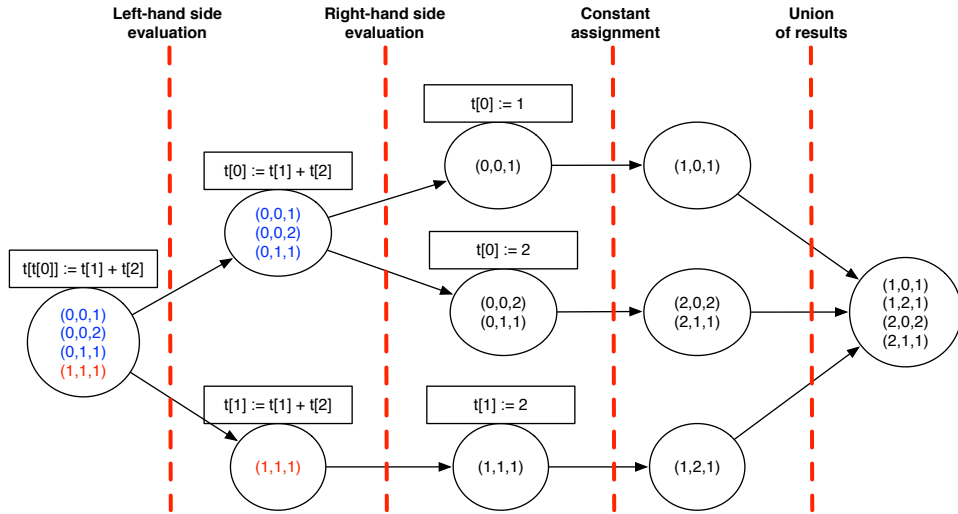 Left-hand side
evaluation
Right-hand side
evaluation
Constant
assignment
Union
of results
t[t[0]] := t[1] + t[2]
(0,0,1)
(0,0,2)
(0,1,1)
(1,1,1)
t[0] := t[1] + t[2]
(0,0,1)
(0,0,2)
(0,1,1)
t[1] := t[1] + t[2]
(1,1,1)
t[0] := 1
(0,0,1)
t[0] := 2
(0,0,2)
(0,1,1)
t[1] := 2
(1,1,1)
(1,0,1)
(2,0,2)
(2,1,1)
(1,2,1)
(1,0,1)
(1,2,1)
(2,0,2)
(2,1,1)